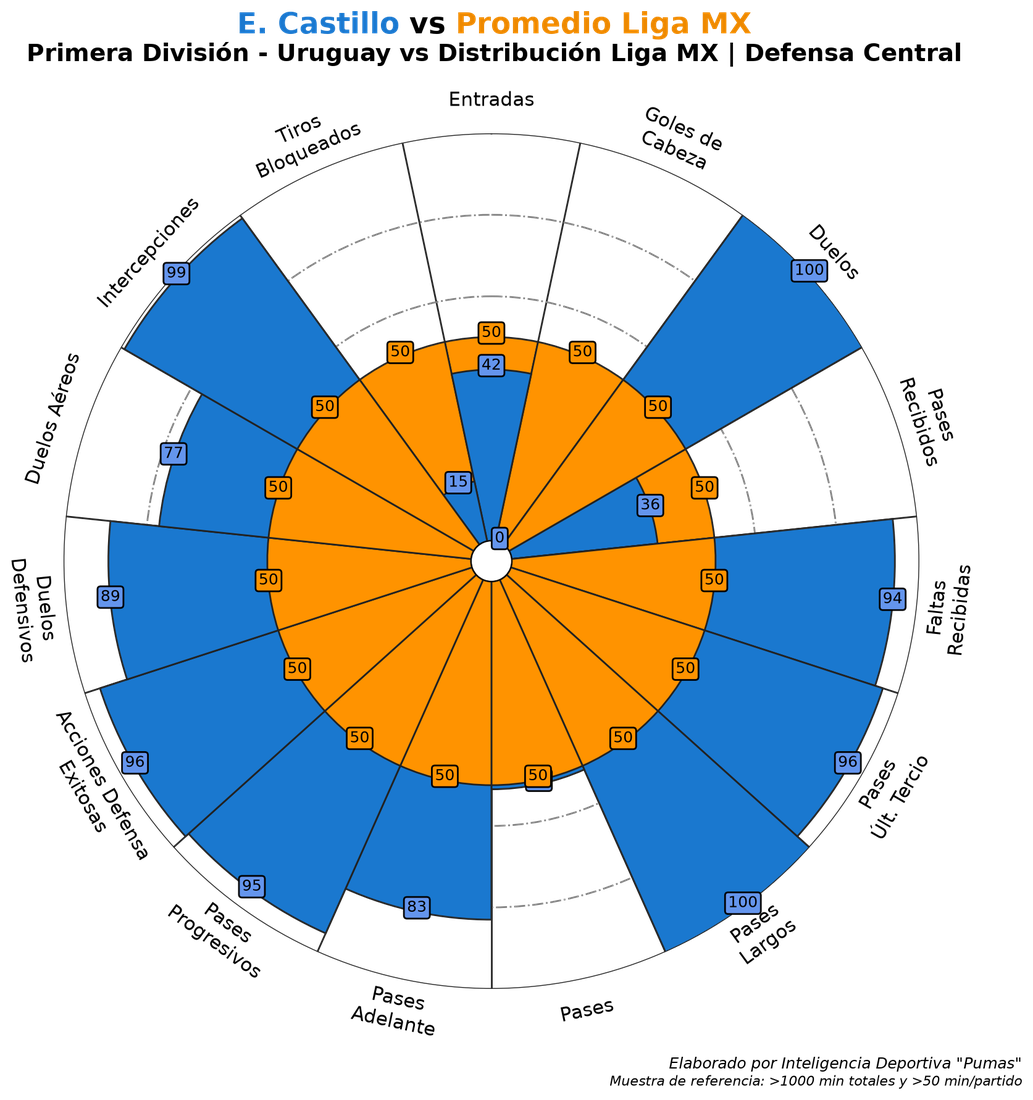 E. Castillo vs Promedio Liga MX
Primera División - Uruguay vs Distribución Liga MX | Defensa Central
Entradas
Goles de
Cabeza
Duelos
Pases
Recibidos
Faltas
Recibidas
Pases
Últ. Tercio
Pases
Largos
Pases
Pases
Adelante
Pases
Progresivos
Acciones Defensa
Exitosas
Duelos
Defensivos
Duelos Aéreos
Intercepciones
Tiros
Bloqueados
50
42
50
0
50
100
50
36
50
94
50
96
50
100
50
50
83
50
95
50
96
50
89
50
77
50
99
50
15
Elaborado por Inteligencia Deportiva "Pumas"
Muestra de referencia: >1000 min totales y >50 min/partido